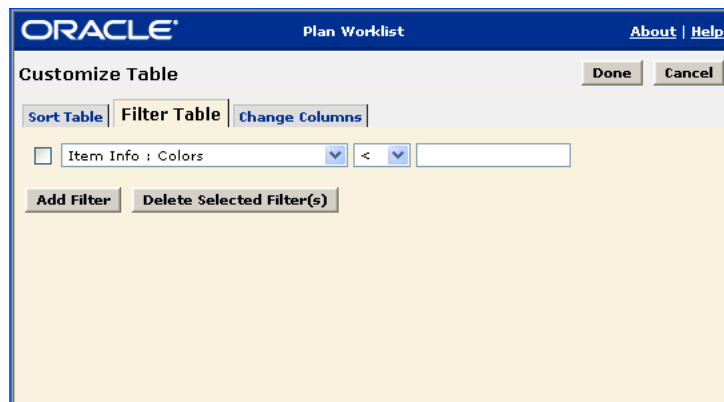 ORACLE Plan Worklist About | Help
Customize Table Done Cancel
Sort Table Filter Table Change Columns
Item Info : Colors <
Add Filter Delete Selected Filter(s)